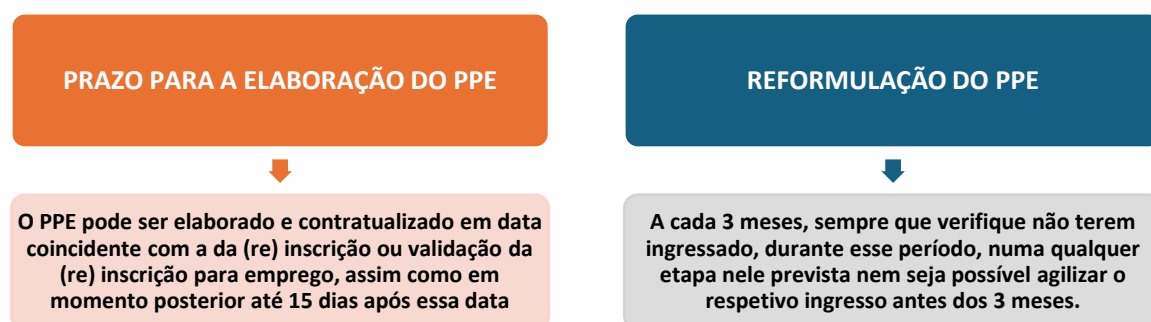 PRAZO PARA A ELABORAÇÃO DO PPE
O PPE pode ser elaborado e contratualizado em data
coincidente com a da (re) inscrição ou validação da
(re) inscrição para emprego, assim como em
momento posterior até 15 dias após essa data
REFORMULAÇÃO DO PPE
A cada 3 meses, sempre que verifique não terem
ingressado, durante esse período, numa qualquer
etapa nele prevista nem seja possível agilizar o
respetivo ingresso antes dos 3 meses.